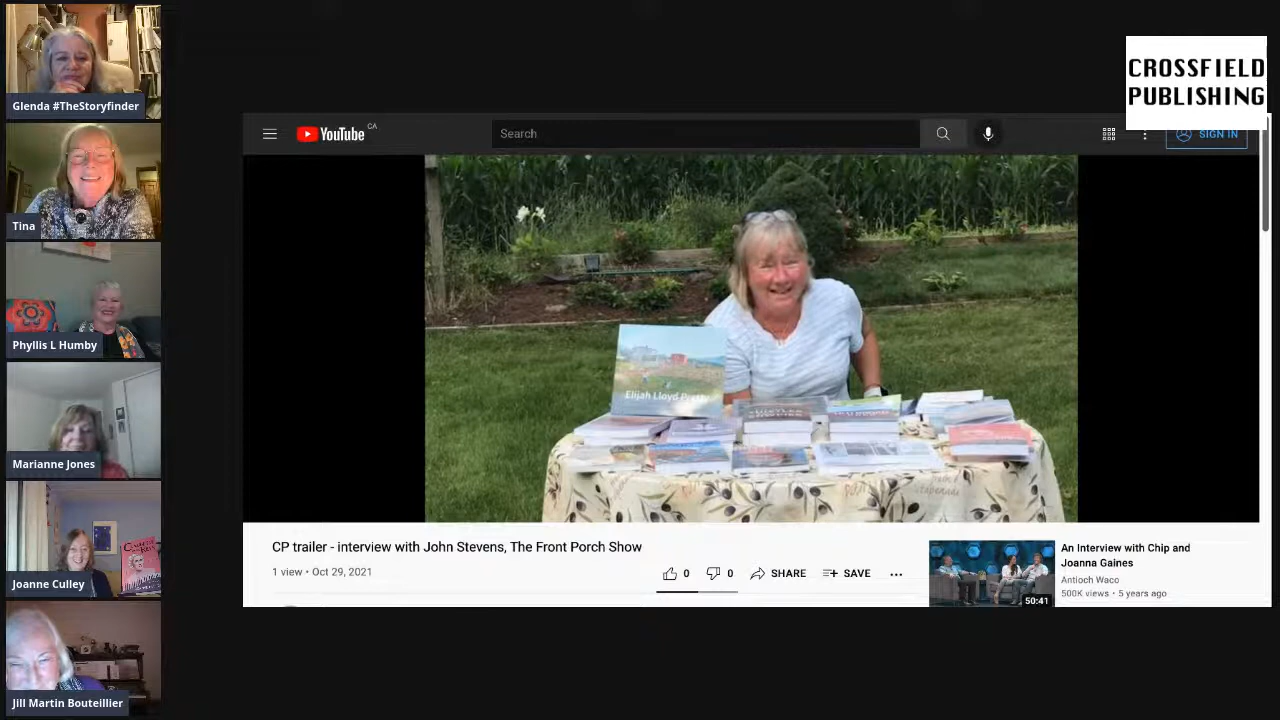 Glenda #TheStoryfinder
Tina
Phyllis L Humby
Marianne Jones
Joanne Culley
Jill Martin Bouteillier
CROSSFIELD
PUBLISHING
YouTube CA
Search
SIGN IN
Elijah Lloyd
CP trailer - interview with John Stevens, The Front Porch Show
1 view • Oct 29, 2021
0
0
SHARE
SAVE
An Interview with Chip and
Joanna Gaines
Antioch Waco
500K views • 5 years ago
50:41